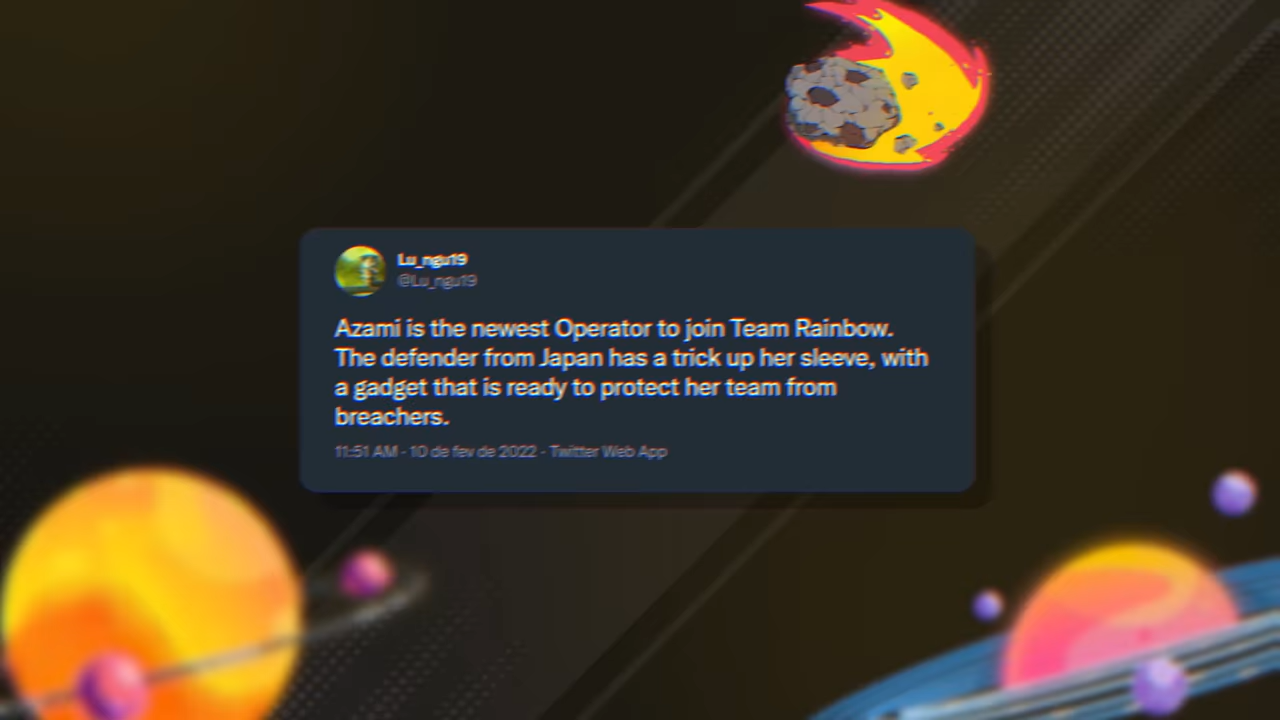 Lu_ngu19
@Lu_ngu19
Azami is the newest Operator to join Team Rainbow.
The defender from Japan has a trick up her sleeve, with
a gadget that is ready to protect her team from
breachers.
11:51 AM · 10 de fev de 2022 · Twitter Web App